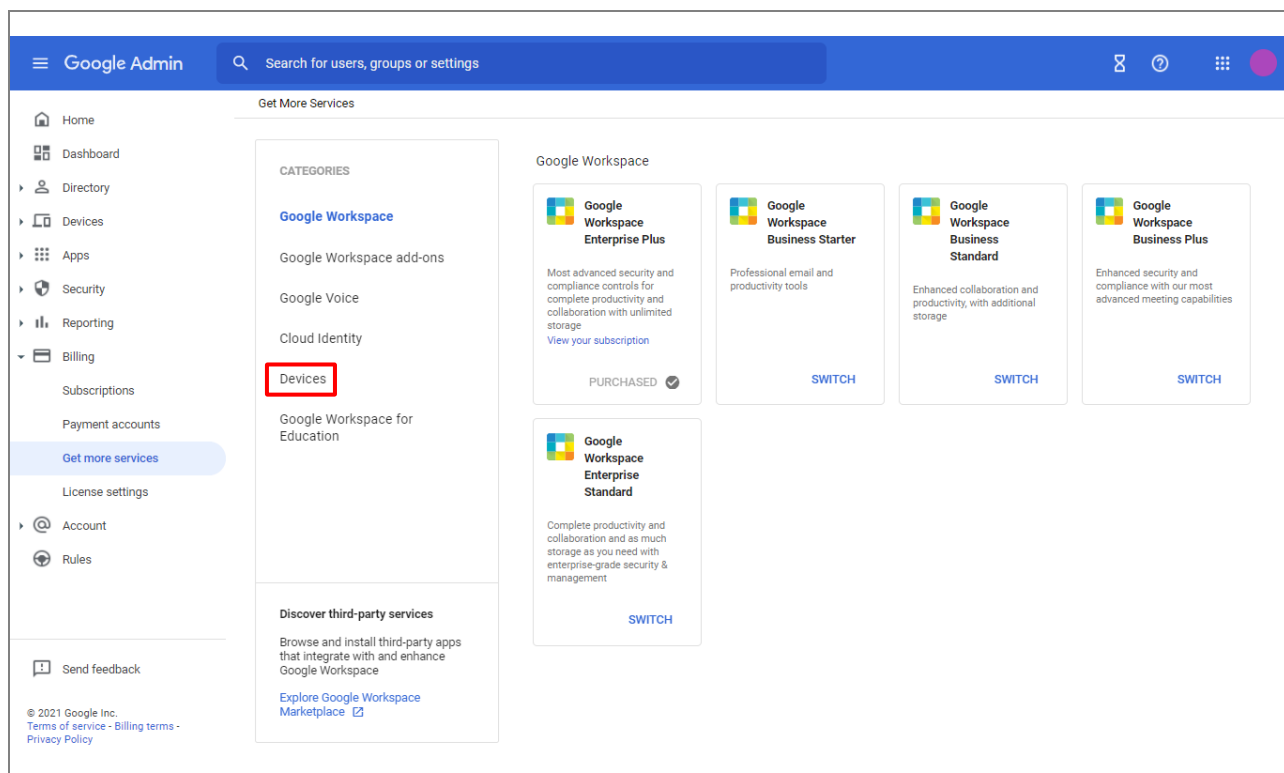 Google Admin
Search for users, groups or settings
Get More Services
Home
Dashboard
Directory
Devices
Apps
Security
Reporting
Billing
Subscriptions
Payment accounts
Get more services
License settings
Account
Rules
Send feedback
© 2021 Google Inc.
Terms of service - Billing terms -
Privacy Policy
CATEGORIES
Google Workspace
Google Workspace add-ons
Google Voice
Cloud Identity
Devices
Google Workspace for
Education
Discover third-party services
Browse and install third-party apps
that integrate with and enhance
Google Workspace
Explore Google Workspace
Marketplace
Google Workspace
Google
Workspace
Enterprise Plus
Most advanced security and
compliance controls for
complete productivity and
collaboration with unlimited
storage
View your subscription
PURCHASED
Google
Workspace
Business Starter
Professional email and
productivity tools
SWITCH
Google
Workspace
Business
Standard
Enhanced collaboration and
productivity, with additional
storage
SWITCH
Google
Workspace
Business Plus
Enhanced security and
compliance with our most
advanced meeting capabilities
SWITCH
Google
Workspace
Enterprise
Standard
Complete productivity and
collaboration and as much
storage as you need with
enterprise-grade security &
management
SWITCH